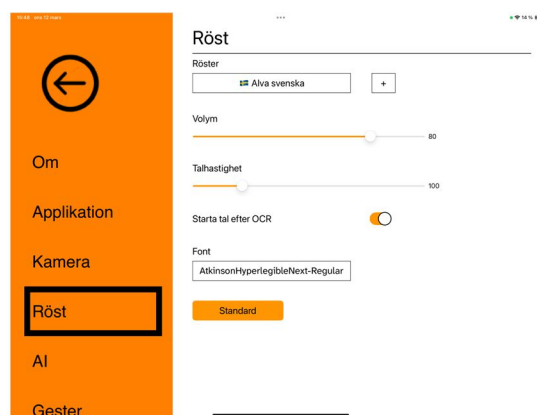 10:48 ons 12 mars
14 %
Röst
Röster
Alva svenska
+
Volym
80
Om
Talhastighet
100
Applikation
Starta tal efter OCR
Kamera
Font
AtkinsonHyperlegibleNext-Regular
Röst
Standard
AI
Gester